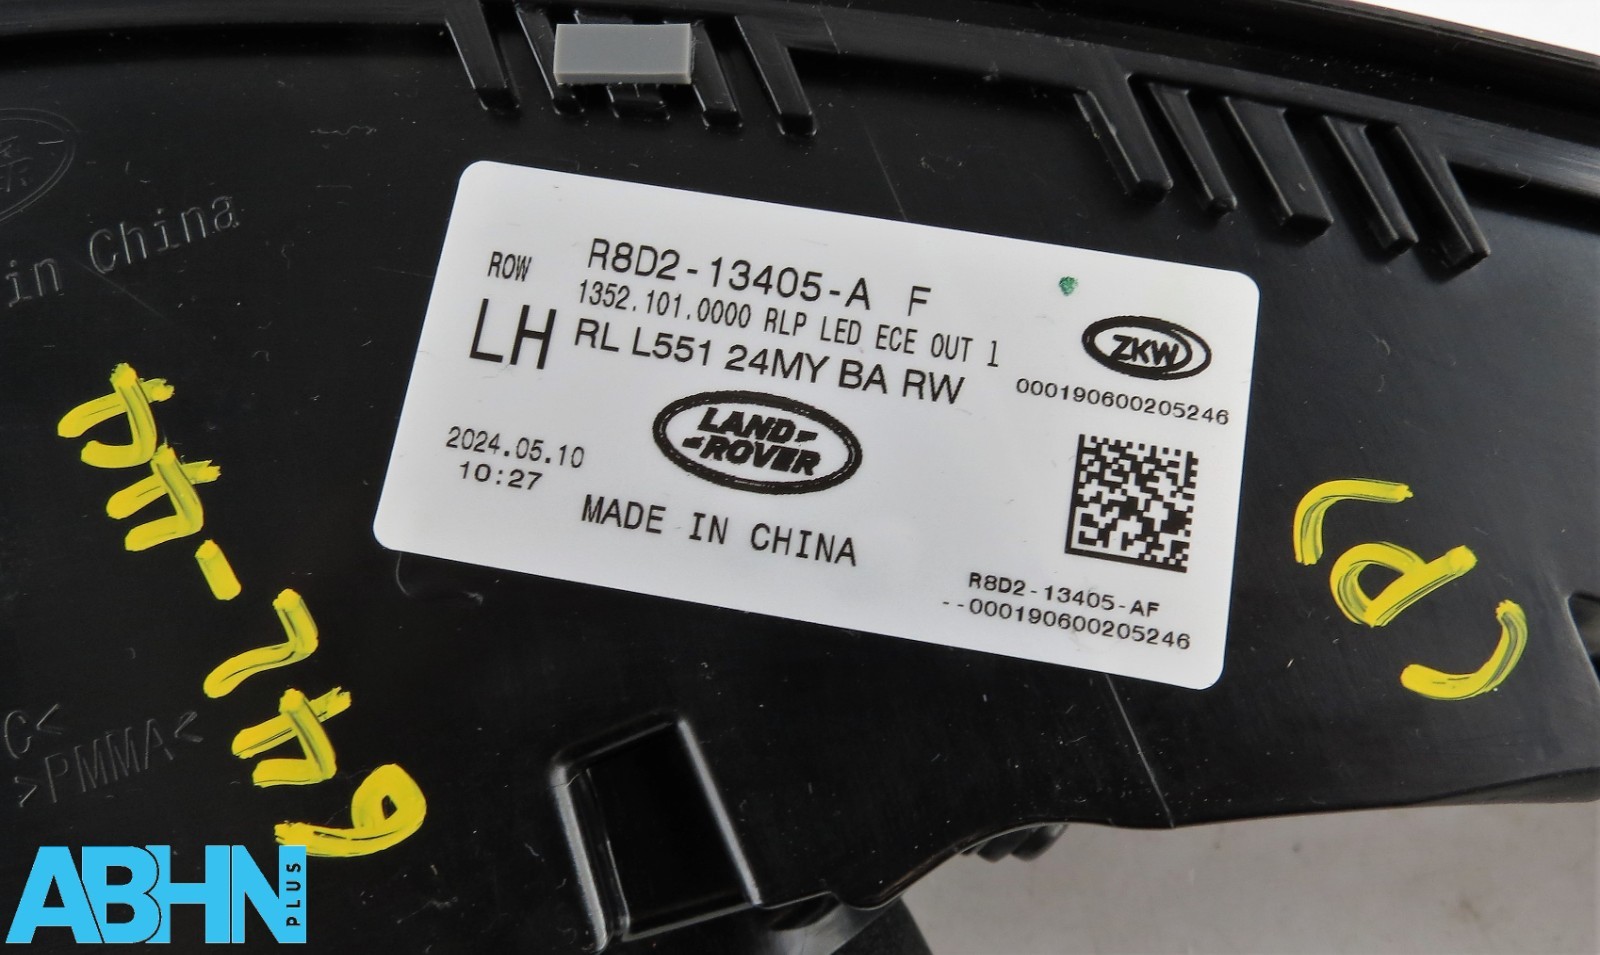 in China
ROW
R8D2-13405-A F
1352.101.0000 RLP LED ECE OUT 1
LH
RL L551 24MY BA RW
ZKW
000190600205246
2024.05.10
10:27
LAND
ROVER
MADE IN CHINA
R8D2-13405-AF
--000190600205246
C<
>PMMA<
ABHN
PLUS